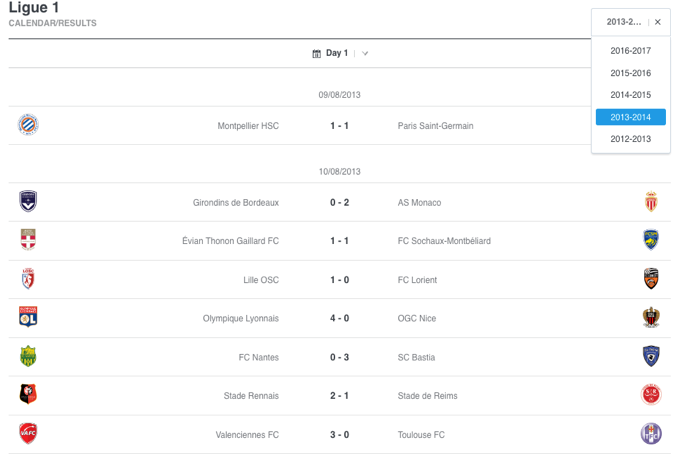 Ligue 1
CALENDAR/RESULTS
2013-2...
2016-2017
2015-2016
2014-2015
2013-2014
2012-2013
Day 1
09/08/2013
Montpellier HSC 1 - 1 Paris Saint-Germain
10/08/2013
Girondins de Bordeaux 0 - 2 AS Monaco
Évian Thonon Gaillard FC 1 - 1 FC Sochaux-Montbéliard
Lille OSC 1 - 0 FC Lorient
Olympique Lyonnais 4 - 0 OGC Nice
FC Nantes 0 - 3 SC Bastia
Stade Rennais 2 - 1 Stade de Reims
Valenciennes FC 3 - 0 Toulouse FC